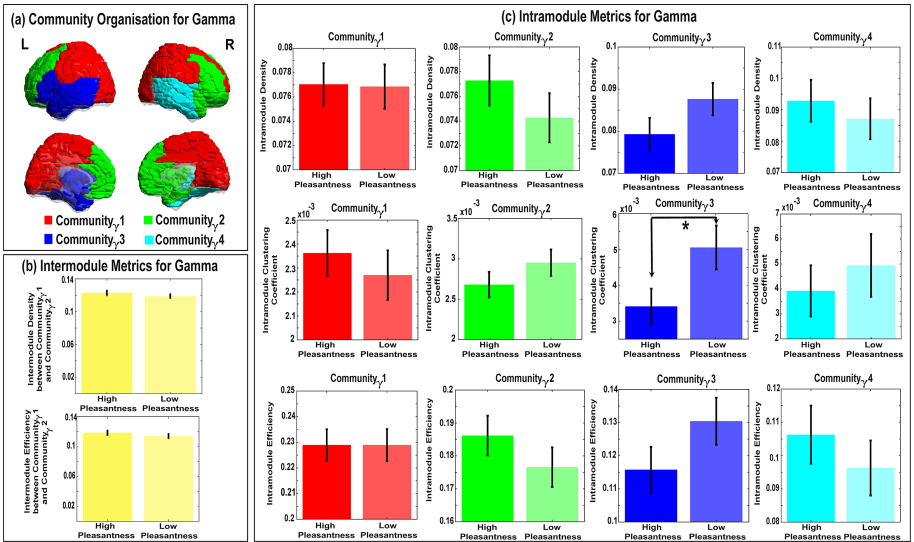 (a) Community Organisation for Gamma
L
R
Communityγ1
Communityγ2
Communityγ3
Communityγ4
(b) Intermodule Metrics for Gamma
Intermodule Density
between Communityγ1
and Communityγ2
0.14
0.1
0.06
0.02
High
Pleasantness
Low
Pleasantness
Intermodule Efficiency
between Communityγ1
and Communityγ2
0.14
0.1
0.06
0.02
High
Pleasantness
Low
Pleasantness
(c) Intramodule Metrics for Gamma
Communityγ1
Intramodule Density
0.08
0.078
0.076
0.074
0.072
0.07
High
Pleasantness
Low
Pleasantness
Communityγ2
Intramodule Density
0.08
0.078
0.076
0.074
0.072
0.07
High
Pleasantness
Low
Pleasantness
Communityγ3
Intramodule Density
0.1
0.09
0.08
0.07
High
Pleasantness
Low
Pleasantness
Communityγ4
Intramodule Density
0.11
0.1
0.09
0.08
0.07
High
Pleasantness
Low
Pleasantness
Communityγ1
Intramodule Clustering
Coefficient
x10⁻³
2.5
2.4
2.3
2.2
2.1
2
High
Pleasantness
Low
Pleasantness
Communityγ2
Intramodule Clustering
Coefficient
x10⁻³
3.5
3
2.5
2
High
Pleasantness
Low
Pleasantness
Communityγ3
Intramodule Clustering
Coefficient
x10⁻³
6
5
4
3
*
High
Pleasantness
Low
Pleasantness
Communityγ4
Intramodule Clustering
Coefficient
x10⁻³
7
6
5
4
3
2
High
Pleasantness
Low
Pleasantness
Communityγ1
Intramodule Efficiency
0.25
0.24
0.23
0.22
0.21
0.2
High
Pleasantness
Low
Pleasantness
Communityγ2
Intramodule Efficiency
0.2
0.19
0.18
0.17
0.16
High
Pleasantness
Low
Pleasantness
Communityγ3
Intramodule Efficiency
0.14
0.13
0.12
0.11
0.1
High
Pleasantness
Low
Pleasantness
Communityγ4
Intramodule Efficiency
0.12
0.11
0.1
0.09
0.08
High
Pleasantness
Low
Pleasantness